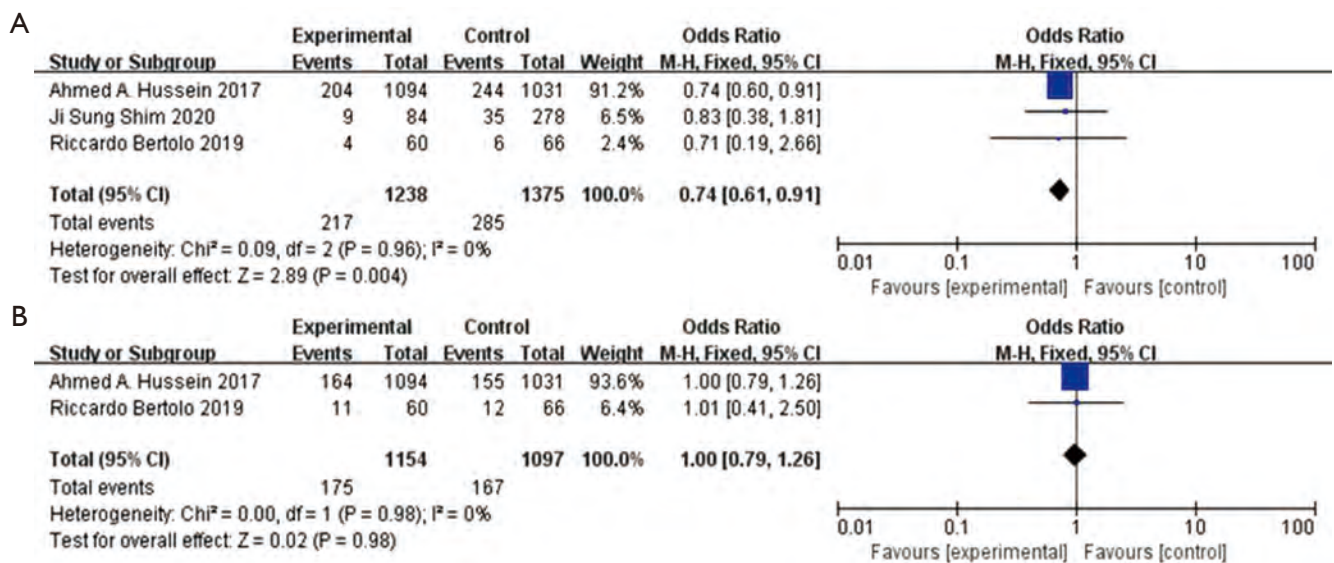 A
Experimental Control Odds Ratio Odds Ratio
Study or Subgroup Events Total Events Total Weight M-H, Fixed, 95% CI M-H, Fixed, 95% CI
Ahmed A. Hussein 2017 204 1094 244 1031 91.2% 0.74 [0.60, 0.91]
Ji Sung Shim 2020 9 84 35 278 6.5% 0.83 [0.38, 1.81]
Riccardo Bertolo 2019 4 60 6 66 2.4% 0.71 [0.19, 2.66]
Total (95% CI) 1238 1375 100.0% 0.74 [0.61, 0.91]
Total events 217 285
Heterogeneity: Chi² = 0.09, df = 2 (P = 0.96); I² = 0%
Test for overall effect: Z = 2.89 (P = 0.004)
0.01 0.1 1 10 100
Favours [experimental] Favours [control]
B
Experimental Control Odds Ratio Odds Ratio
Study or Subgroup Events Total Events Total Weight M-H, Fixed, 95% CI M-H, Fixed, 95% CI
Ahmed A. Hussein 2017 164 1094 155 1031 93.6% 1.00 [0.79, 1.26]
Riccardo Bertolo 2019 11 60 12 66 6.4% 1.01 [0.41, 2.50]
Total (95% CI) 1154 1097 100.0% 1.00 [0.79, 1.26]
Total events 175 167
Heterogeneity: Chi² = 0.00, df = 1 (P = 0.98); I² = 0%
Test for overall effect: Z = 0.02 (P = 0.98)
0.01 0.1 1 10 100
Favours [experimental] Favours [control]